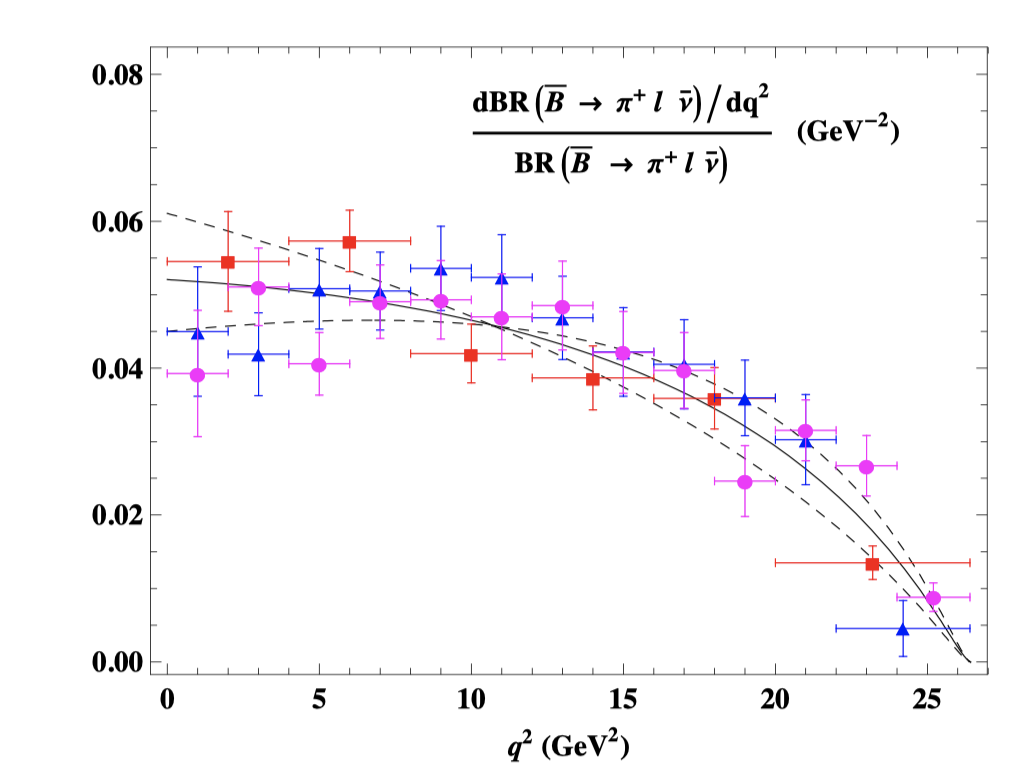 0.08
dBR(B̅ → π⁺ l ν̅)/dq²
(GeV⁻²)
BR(B̅ → π⁺ l ν̅)
0.06
0.04
0.02
0.00
0 5 10 15 20 25
q² (GeV²)